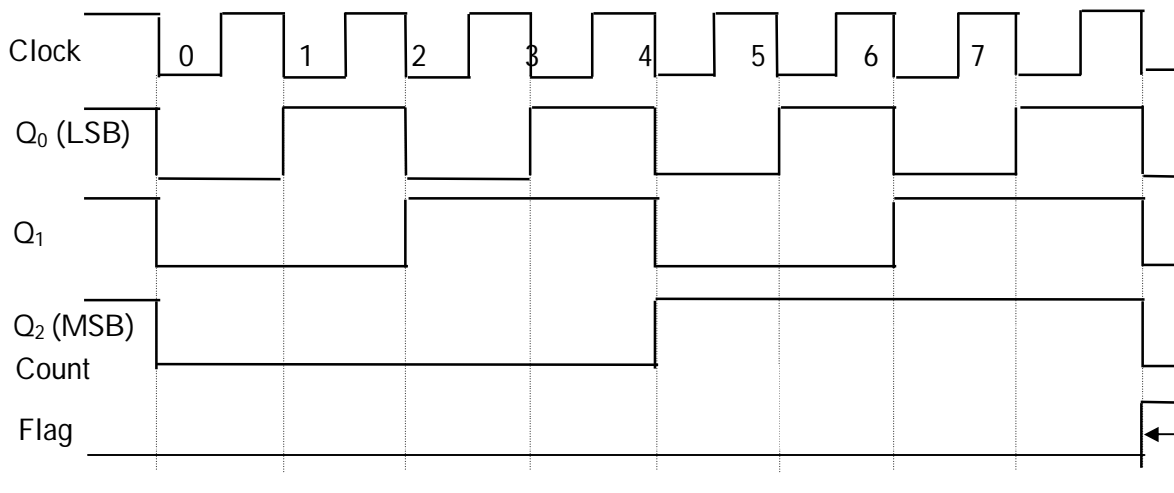 Clock 0 1 2 3 4 5 6 7
Q₀ (LSB)
Q₁
Q₂ (MSB)
Count
Flag